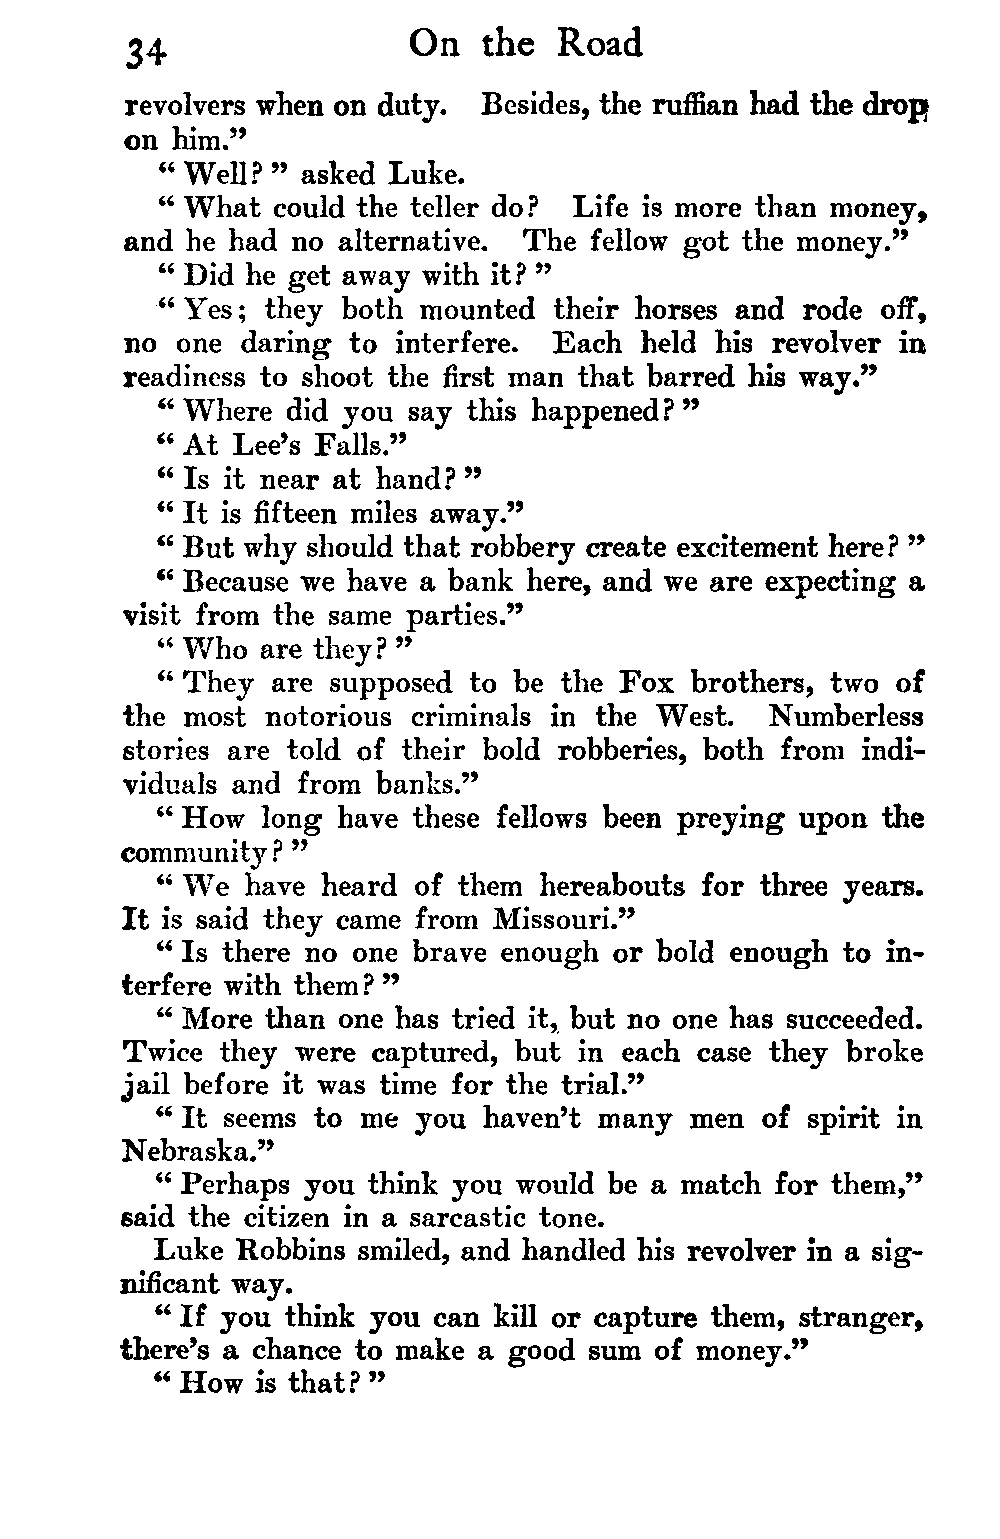 34 On the Road
revolvers when on duty. Besides, the ruffian had the drop
on him.”
“ Well? ” asked Luke.
“ What could the teller do? Life is more than money,
and he had no alternative. The fellow got the money.”
“ Did he get away with it? ”
“ Yes; they both mounted their horses and rode off,
no one daring to interfere. Each held his revolver in
readiness to shoot the first man that barred his way.”
“ Where did you say this happened? ”
“ At Lee’s Falls.”
“ Is it near at hand? ”
“ It is fifteen miles away.”
“ But why should that robbery create excitement here? ”
“ Because we have a bank here, and we are expecting a
visit from the same parties.”
“ Who are they? ”
“ They are supposed to be the Fox brothers, two of
the most notorious criminals in the West. Numberless
stories are told of their bold robberies, both from indi-
viduals and from banks.”
“ How long have these fellows been preying upon the
community? ”
“ We have heard of them hereabouts for three years.
It is said they came from Missouri.”
“ Is there no one brave enough or bold enough to in-
terfere with them? ”
“ More than one has tried it, but no one has succeeded.
Twice they were captured, but in each case they broke
jail before it was time for the trial.”
“ It seems to me you haven’t many men of spirit in
Nebraska.”
“ Perhaps you think you would be a match for them,”
said the citizen in a sarcastic tone.
Luke Robbins smiled, and handled his revolver in a sig-
nificant way.
“ If you think you can kill or capture them, stranger,
there’s a chance to make a good sum of money.”
“ How is that? ”